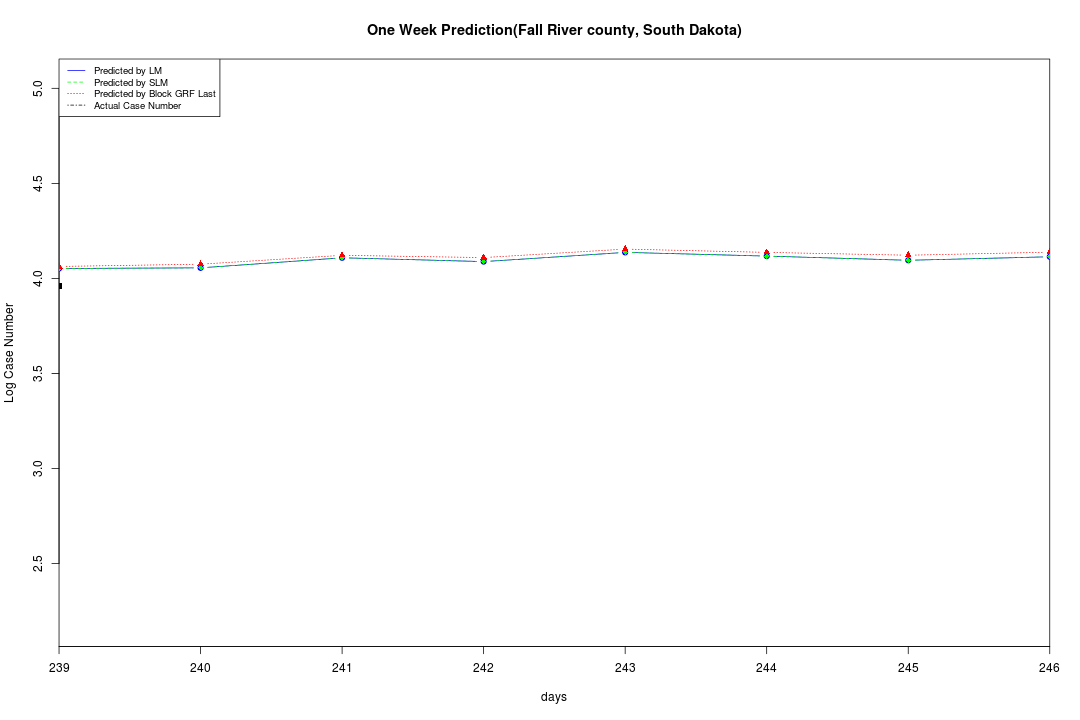 One Week Prediction(Fall River county, South Dakota)
Predicted by LM
Predicted by SLM
Predicted by Block GRF Last
Actual Case Number
5.0
4.5
4.0
3.5
3.0
2.5
Log Case Number
239 240 241 242 243 244 245 246
days